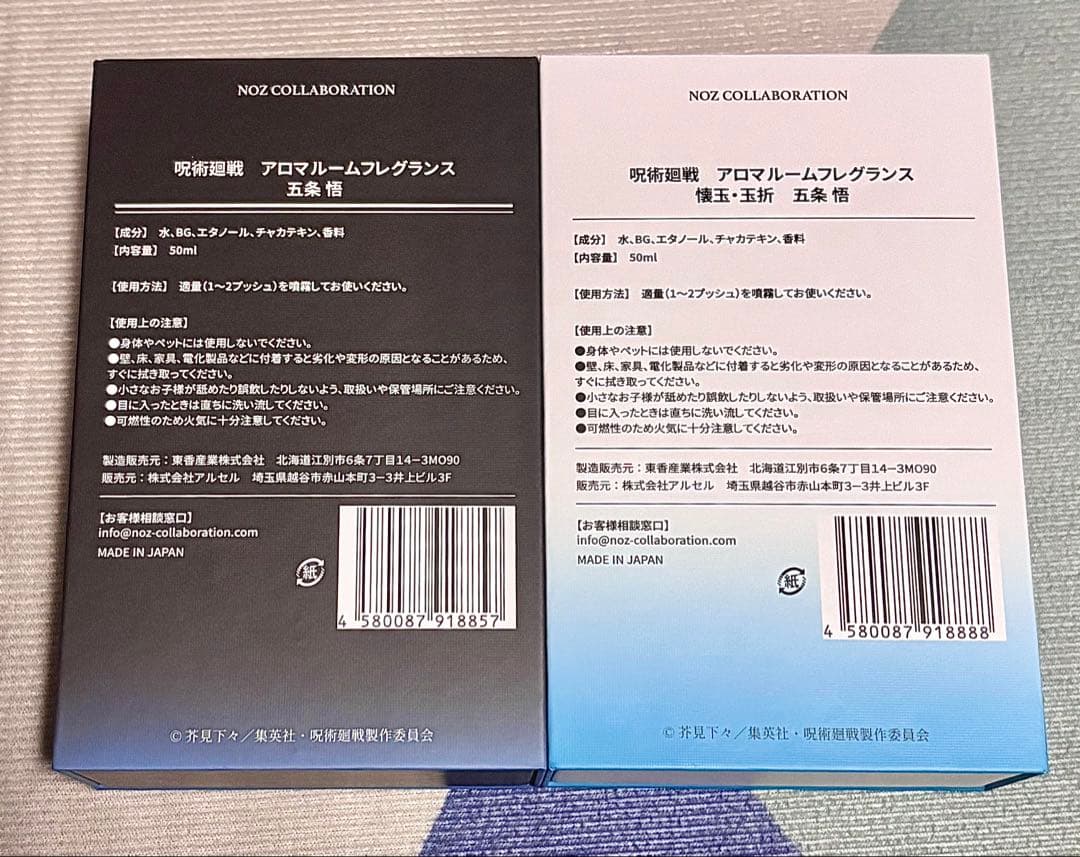 NOZ COLLABORATION
呪術廻戦　アロマルームフレグランス
五条 悟
【成分】　水、BG、エタノール、チャカテキン、香料
【内容量】　50ml
【使用方法】　適量（1〜2プッシュ）を噴霧してお使いください。
【使用上の注意】
●身体やペットには使用しないでください。
●壁、床、家具、電化製品などに付着すると劣化や変形の原因となることがあるため、
すぐに拭き取ってください。
●小さなお子様が舐めたり誤飲したりしないよう、取扱いや保管場所にご注意ください。
●目に入ったときは直ちに洗い流してください。
●可燃性のため火気に十分注意してください。
製造販売元：東香産業株式会社　北海道江別市6条7丁目14−3MO90
販売元：株式会社アルセル　埼玉県越谷市赤山本町3−3井上ビル3F
【お客様相談窓口】
info@noz-collaboration.com
MADE IN JAPAN
紙
4 580087 918857
© 芥見下々／集英社・呪術廻戦製作委員会
NOZ COLLABORATION
呪術廻戦　アロマルームフレグランス
懐玉・玉折　五条 悟
【成分】　水、BG、エタノール、チャカテキン、香料
【内容量】　50ml
【使用方法】　適量（1〜2プッシュ）を噴霧してお使いください。
【使用上の注意】
●身体やペットには使用しないでください。
●壁、床、家具、電化製品などに付着すると劣化や変形の原因となることがあるため、
すぐに拭き取ってください。
●小さなお子様が舐めたり誤飲したりしないよう、取扱いや保管場所にご注意ください。
●目に入ったときは直ちに洗い流してください。
●可燃性のため火気に十分注意してください。
製造販売元：東香産業株式会社　北海道江別市6条7丁目14−3MO90
販売元：株式会社アルセル　埼玉県越谷市赤山本町3−3井上ビル3F
【お客様相談窓口】
info@noz-collaboration.com
MADE IN JAPAN
紙
4 580087 918888
© 芥見下々／集英社・呪術廻戦製作委員会